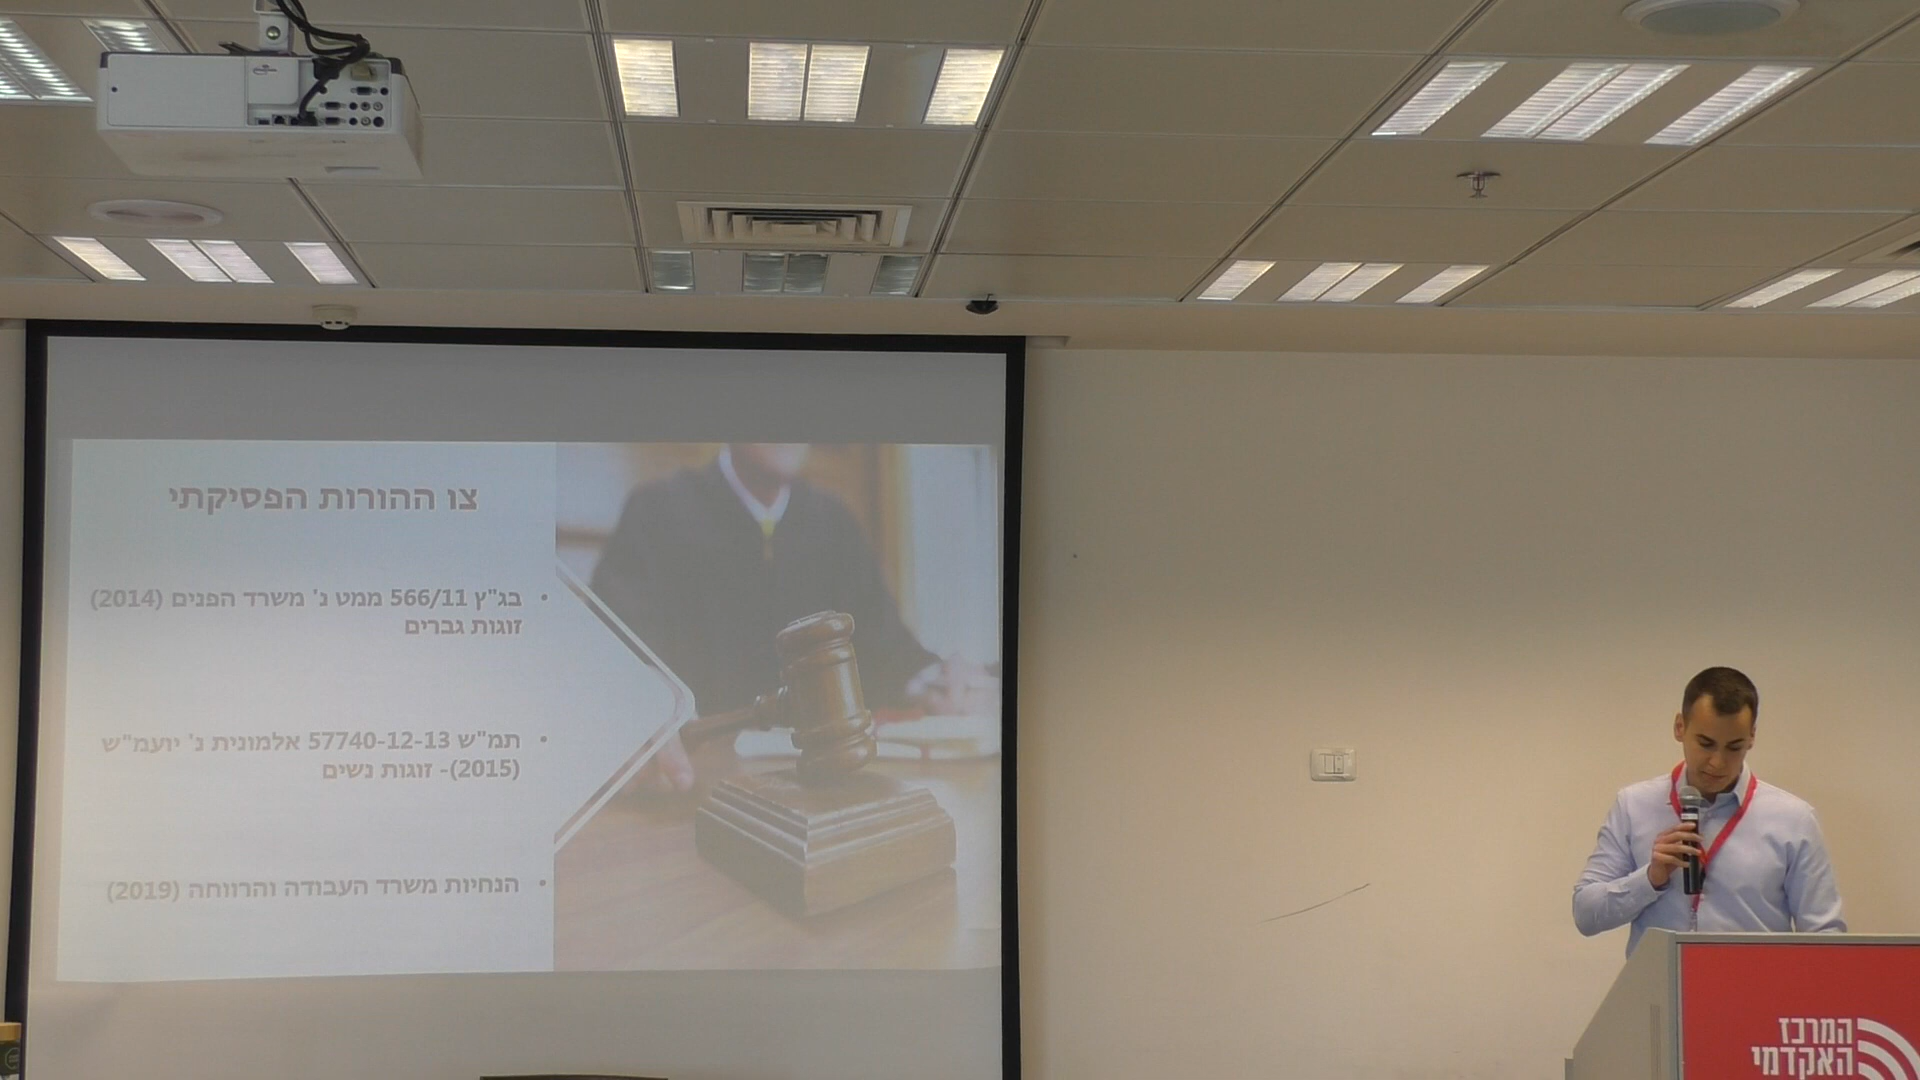 צו ההורות הפסיקתי
• בג"ץ 566/11 ממט נ' משרד הפנים (2014)
זוגות גברים
• תמ"ש 57740-12-13 אלמונית נ' יועמ"ש
(2015)- זוגות נשים
• הנחיות משרד העבודה והרווחה (2019)
המרכז
האקדמי